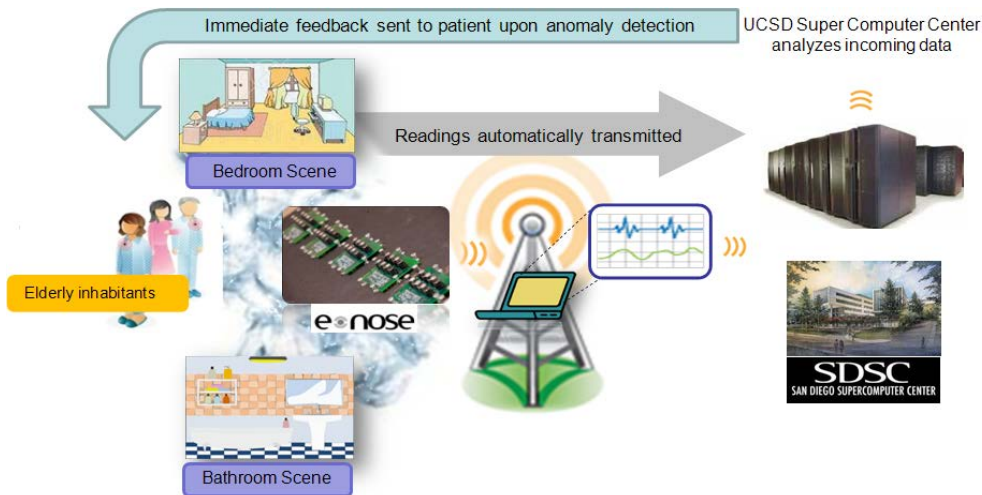 Immediate feedback sent to patient upon anomaly detection
UCSD Super Computer Center
analyzes incoming data
Readings automatically transmitted
Bedroom Scene
Elderly inhabitants
e nose
SDSC
SAN DIEGO SUPERCOMPUTER CENTER
Bathroom Scene